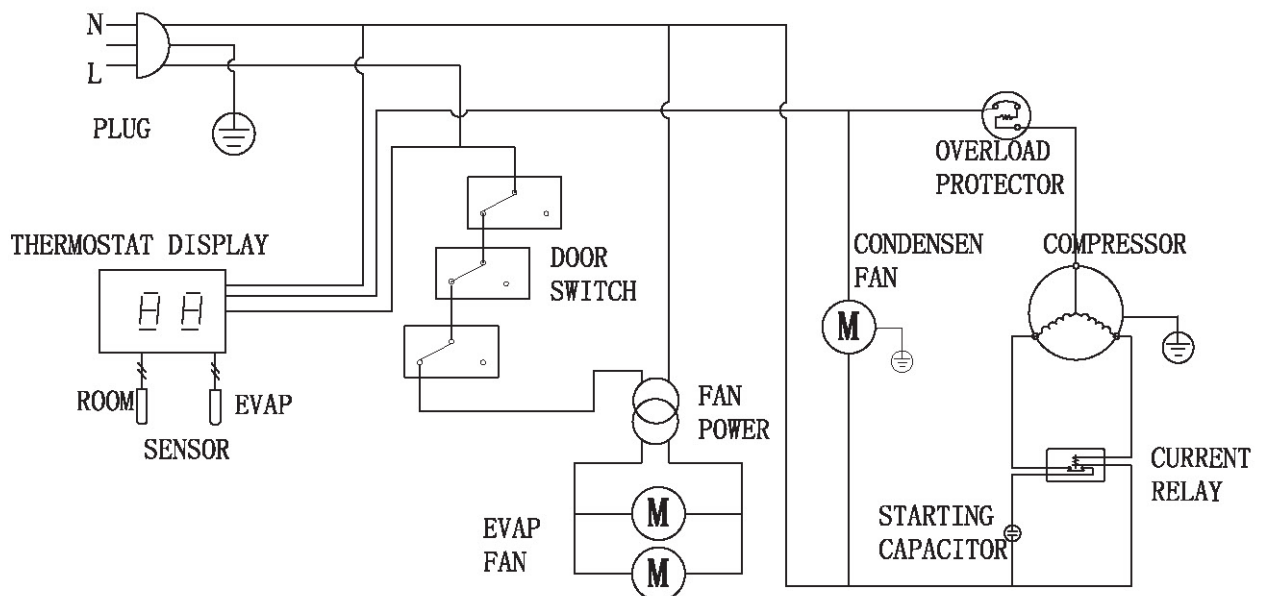 N
L
PLUG
OVERLOAD
PROTECTOR
THERMOSTAT DISPLAY
DOOR
SWITCH
CONDENSEN
FAN
COMPRESSOR
M
ROOM
EVAP
SENSOR
FAN
POWER
CURRENT
RELAY
EVAP
FAN
M
M
STARTING
CAPACITOR